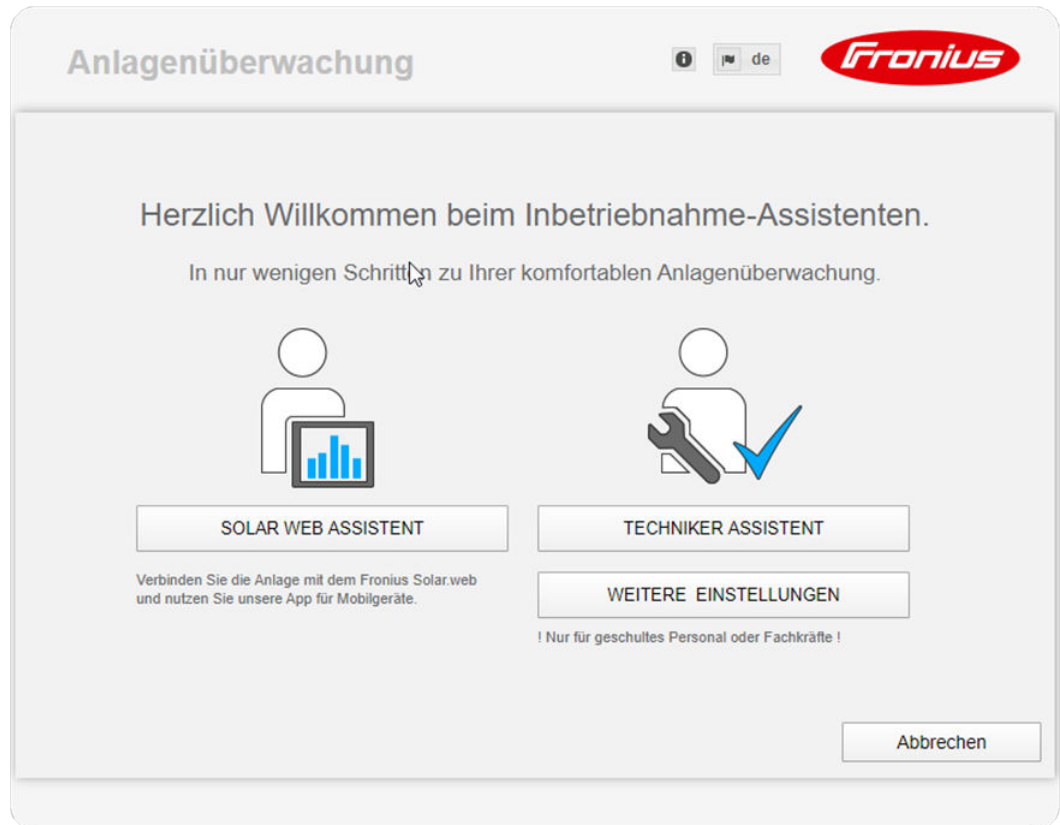 Anlagenüberwachung
de
Fronius
Herzlich Willkommen beim Inbetriebnahme-Assistenten.
In nur wenigen Schritten zu Ihrer komfortablen Anlagenüberwachung.
SOLAR WEB ASSISTENT
Verbinden Sie die Anlage mit dem Fronius Solar.web
und nutzen Sie unsere App für Mobilgeräte.
TECHNIKER ASSISTENT
WEITERE EINSTELLUNGEN
! Nur für geschultes Personal oder Fachkräfte !
Abbrechen